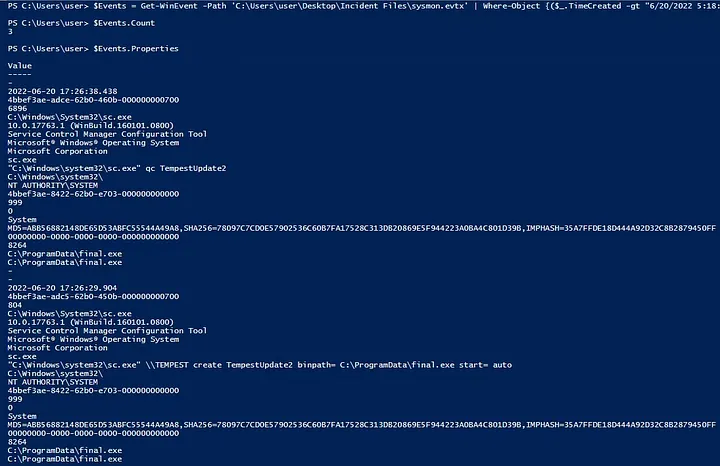 PS C:\Users\user> $Events = Get-WinEvent -Path 'C:\Users\user\Desktop\Incident Files\sysmon.evtx' | Where-Object {($_.TimeCreated -gt "6/20/2022 5:18:
PS C:\Users\user> $Events.Count
3
PS C:\Users\user> $Events.Properties
Value
-----
-
2022-06-20 17:26:38.438
4bbef3ae-adce-62b0-460b-000000000700
6896
C:\Windows\System32\sc.exe
10.0.17763.1 (WinBuild.160101.0800)
Service Control Manager Configuration Tool
Microsoft® Windows® Operating System
Microsoft Corporation
sc.exe
"C:\Windows\system32\sc.exe" qc TempestUpdate2
C:\Windows\system32\
NT AUTHORITY\SYSTEM
4bbef3ae-8422-62b0-e703-000000000000
999
0
System
MD5=ABB56882148DE65D53ABFC55544A49A8,SHA256=78097C7CD0E57902536C60B7FA17528C313DB20869E5F944223A0BA4C801D39B,IMPHASH=35A7FFDE18D444A92D32C8B2879450FF
00000000-0000-0000-0000-000000000000
8264
C:\ProgramData\final.exe
C:\ProgramData\final.exe
-
-
2022-06-20 17:26:29.904
4bbef3ae-adc5-62b0-450b-000000000700
804
C:\Windows\System32\sc.exe
10.0.17763.1 (WinBuild.160101.0800)
Service Control Manager Configuration Tool
Microsoft® Windows® Operating System
Microsoft Corporation
sc.exe
"C:\Windows\system32\sc.exe" \\TEMPEST create TempestUpdate2 binpath= C:\ProgramData\final.exe start= auto
C:\Windows\system32\
NT AUTHORITY\SYSTEM
4bbef3ae-8422-62b0-e703-000000000000
999
0
System
MD5=ABB56882148DE65D53ABFC55544A49A8,SHA256=78097C7CD0E57902536C60B7FA17528C313DB20869E5F944223A0BA4C801D39B,IMPHASH=35A7FFDE18D444A92D32C8B2879450FF
00000000-0000-0000-0000-000000000000
8264
C:\ProgramData\final.exe
C:\ProgramData\final.exe